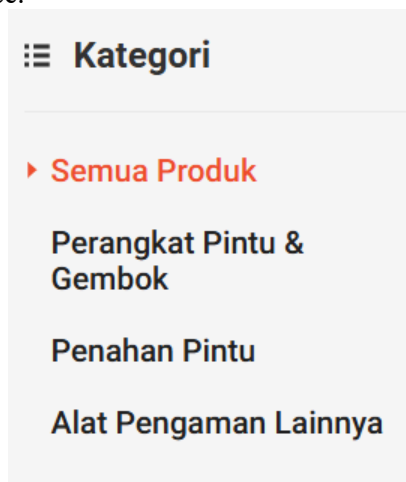 Kategori
Semua Produk
Perangkat Pintu &
Gembok
Penahan Pintu
Alat Pengaman Lainnya